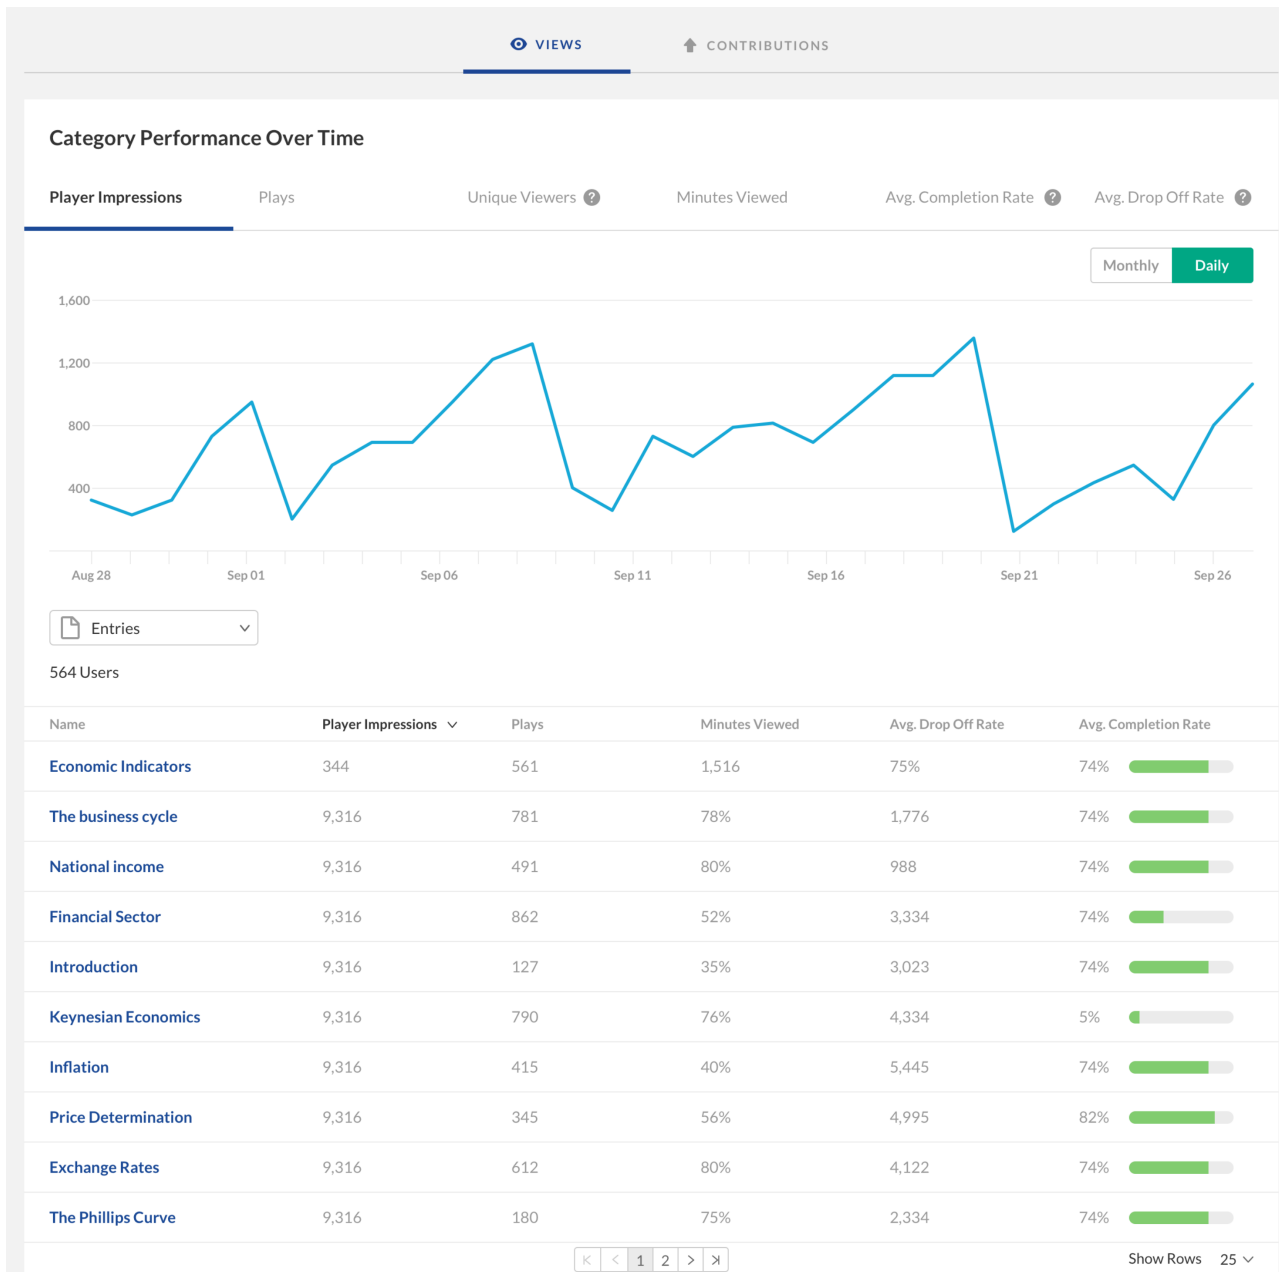 VIEWS CONTRIBUTIONS
Category Performance Over Time
Player Impressions Plays Unique Viewers ? Minutes Viewed Avg. Completion Rate ? Avg. Drop Off Rate ?
Monthly Daily
1,600
1,200
800
400
Aug 28 Sep 01 Sep 06 Sep 11 Sep 16 Sep 21 Sep 26
Entries
564 Users
Name Player Impressions Plays Minutes Viewed Avg. Drop Off Rate Avg. Completion Rate
Economic Indicators 344 561 1,516 75% 74%
The business cycle 9,316 781 78% 1,776 74%
National income 9,316 491 80% 988 74%
Financial Sector 9,316 862 52% 3,334 74%
Introduction 9,316 127 35% 3,023 74%
Keynesian Economics 9,316 790 76% 4,334 5%
Inflation 9,316 415 40% 5,445 74%
Price Determination 9,316 345 56% 4,995 82%
Exchange Rates 9,316 612 80% 4,122 74%
The Phillips Curve 9,316 180 75% 2,334 74%
1 2 Show Rows 25